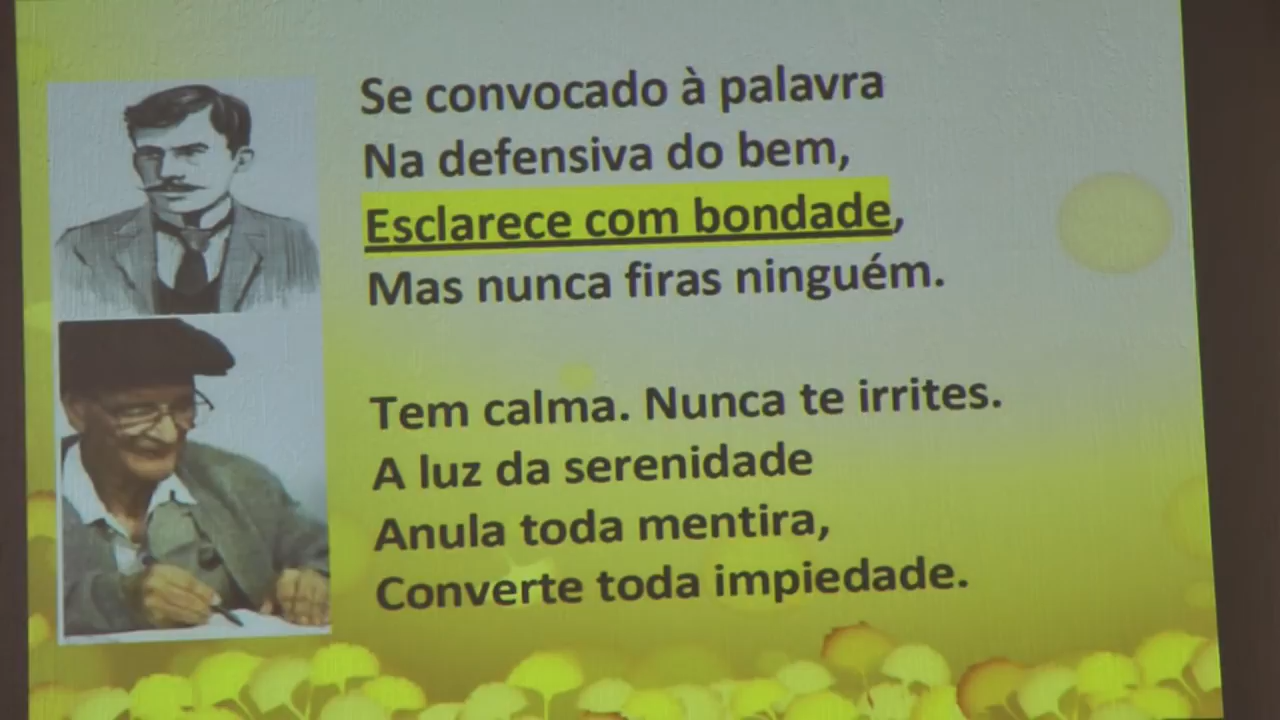 Se convocado à palavra
Na defensiva do bem,
Esclarece com bondade,
Mas nunca firas ninguém.
Tem calma. Nunca te irrites.
A luz da serenidade
Anula toda mentira,
Converte toda impiedade.